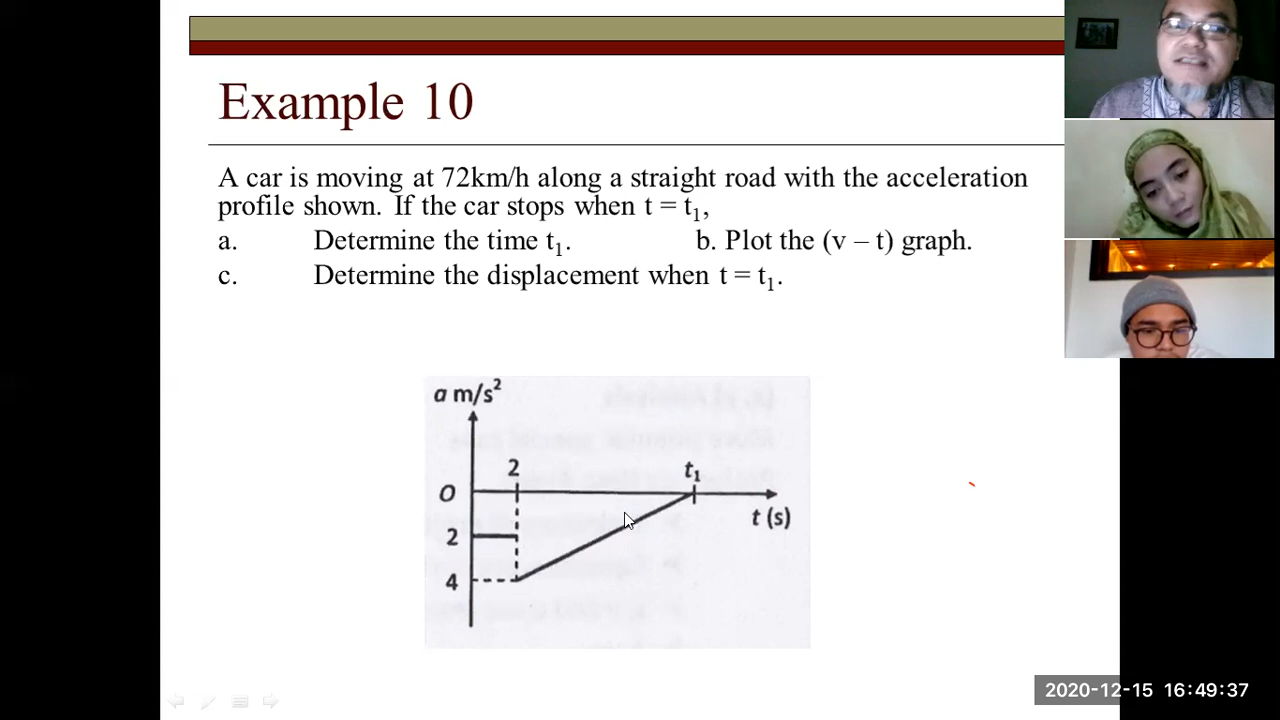 Example 10
A car is moving at 72km/h along a straight road with the acceleration
profile shown. If the car stops when t = t₁,
a. Determine the time t₁. b. Plot the (v – t) graph.
c. Determine the displacement when t = t₁.
a m/s²
2
t₁
O
t (s)
2
4
2020-12-15 16:49:37